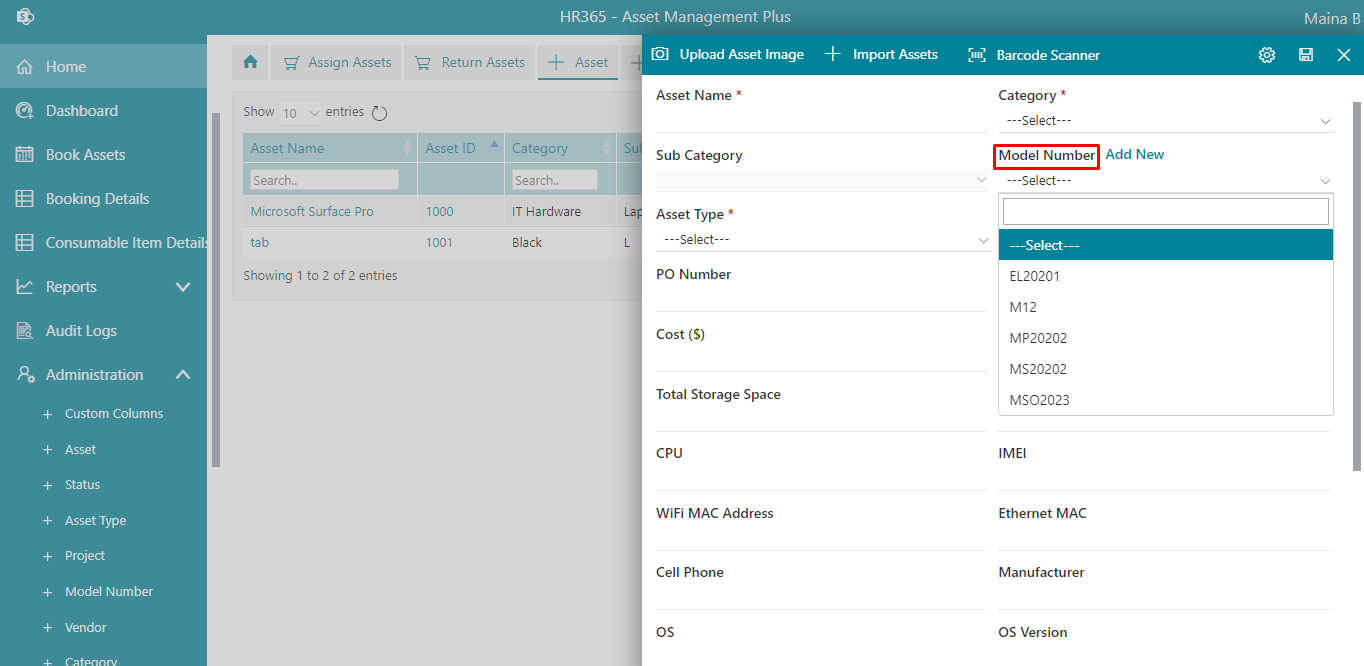 HR365 - Asset Management Plus
Maina B
Home
Dashboard
Book Assets
Booking Details
Consumable Item Details
Reports
Audit Logs
Administration
+ Custom Columns
+ Asset
+ Status
+ Asset Type
+ Project
+ Model Number
+ Vendor
+ Category
Assign Assets
Return Assets
+ Asset
Show 10 entries
Asset Name Asset ID Category Su
Search.. Search..
Microsoft Surface Pro 1000 IT Hardware Lap
tab 1001 Black L
Showing 1 to 2 of 2 entries
Upload Asset Image + Import Assets Barcode Scanner
Asset Name *
Category *
---Select---
Sub Category
Model Number Add New
---Select---
---Select---
EL20201
M12
MP20202
MS20202
MSO2023
Asset Type *
---Select---
PO Number
Cost ($)
Total Storage Space
CPU
IMEI
WiFi MAC Address
Ethernet MAC
Cell Phone
Manufacturer
OS
OS Version